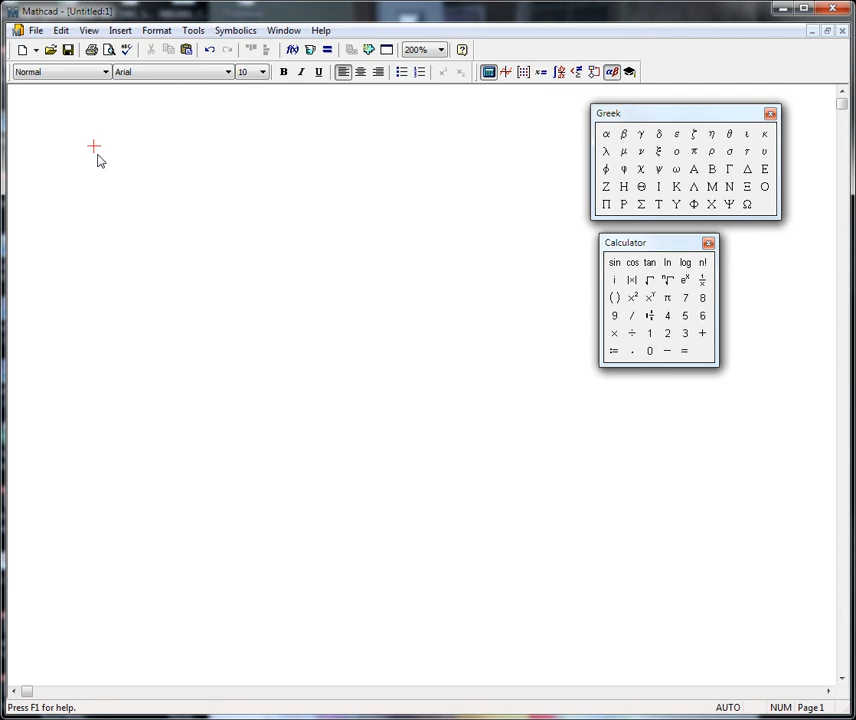 Mathcad - [Untitled:1]
File Edit View Insert Format Tools Symbolics Window Help
200%
Normal Arial 10 B I U αβ
Greek
α β γ δ ε ζ η θ ι κ
λ μ ν ξ ο π ρ σ τ υ
ϕ φ χ ψ ω Α Β Γ Δ Ε
Ζ Η Θ Ι Κ Λ Μ Ν Ξ Ο
Π Ρ Σ Τ Υ Φ Χ Ψ Ω
Calculator
sin cos tan ln log n!
i |×| √ ⁿ√ eˣ 1/x
( ) ×² ×ʸ π 7 8
9 / 4 5 6
× ÷ 1 2 3 +
:= . 0 − =
Press F1 for help. AUTO NUM Page 1